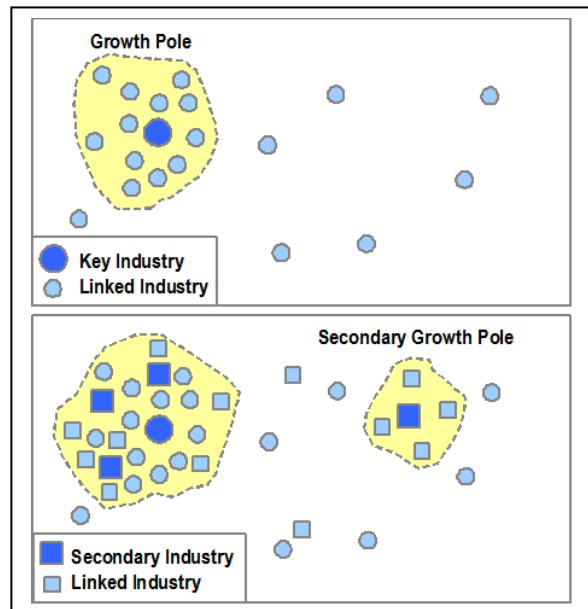 Growth Pole
Key Industry
Linked Industry
Secondary Growth Pole
Secondary Industry
Linked Industry